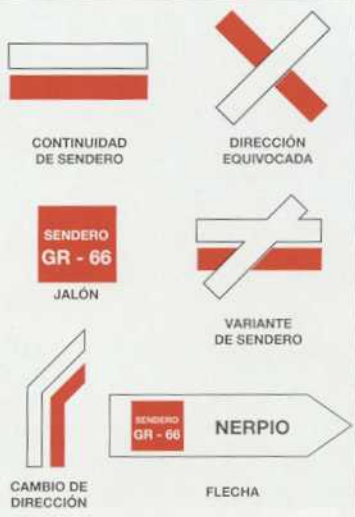 CONTINUIDAD
DE SENDERO
DIRECCIÓN
EQUIVOCADA
SENDERO
GR - 66
JALÓN
VARIANTE
DE SENDERO
CAMBIO DE
DIRECCIÓN
SENDERO
GR - 66
NERPIO
FLECHA